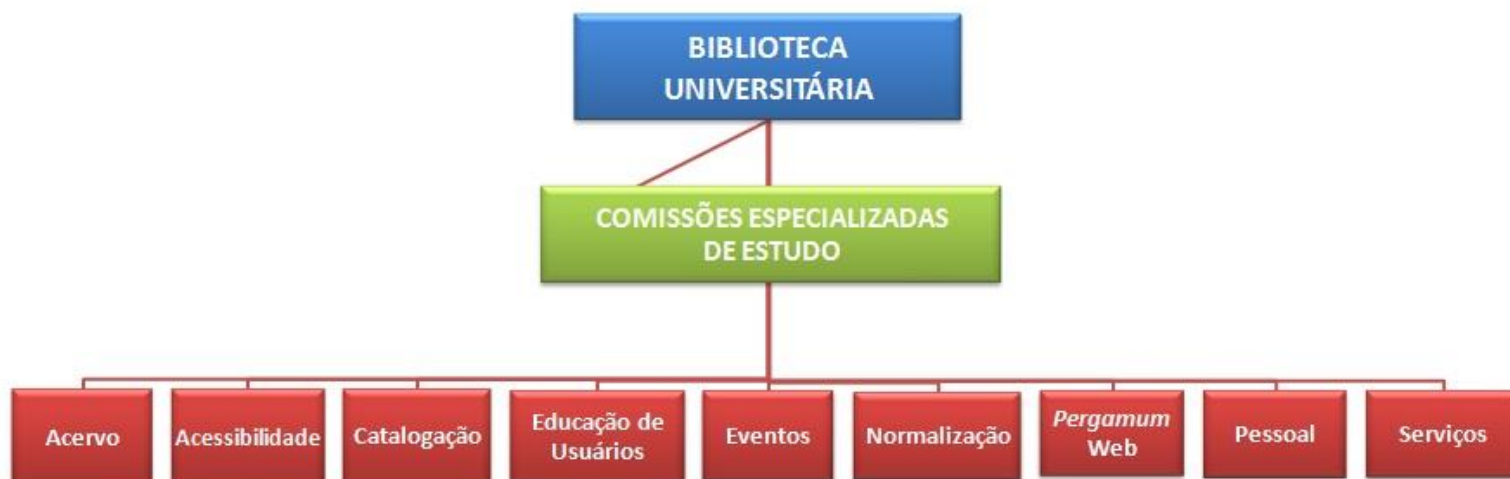 BIBLIOTECA
UNIVERSITÁRIA
COMISSÕES ESPECIALIZADAS
DE ESTUDO
Acervo
Acessibilidade
Catalogação
Educação de
Usuários
Eventos
Normalização
Pergamum
Web
Pessoal
Serviços